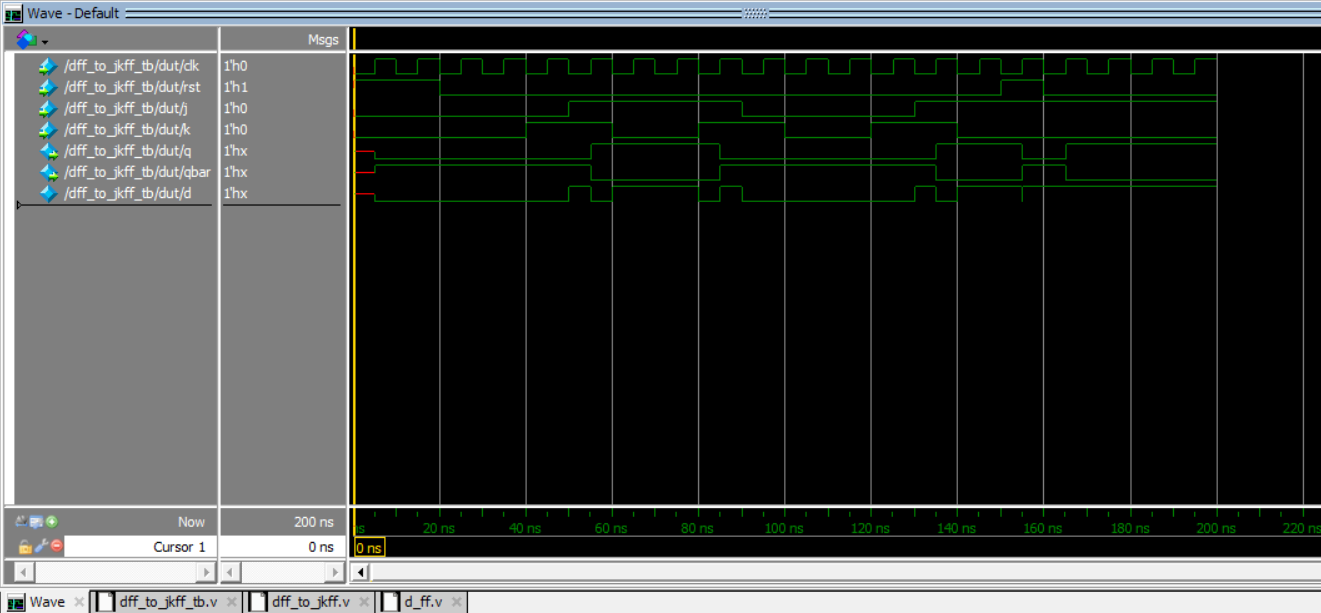 Wave - Default
Msgs
/dff_to_jkff_tb/dut/clk 1'h0
/dff_to_jkff_tb/dut/rst 1'h1
/dff_to_jkff_tb/dut/j 1'h0
/dff_to_jkff_tb/dut/k 1'h0
/dff_to_jkff_tb/dut/q 1'hx
/dff_to_jkff_tb/dut/qbar 1'hx
/dff_to_jkff_tb/dut/d 1'hx
Now 200 ns 20 ns 40 ns 60 ns 80 ns 100 ns 120 ns 140 ns 160 ns 180 ns 200 ns 220 ns
Cursor 1 0 ns 0 ns
Wave dff_to_jkff_tb.v dff_to_jkff.v d_ff.v